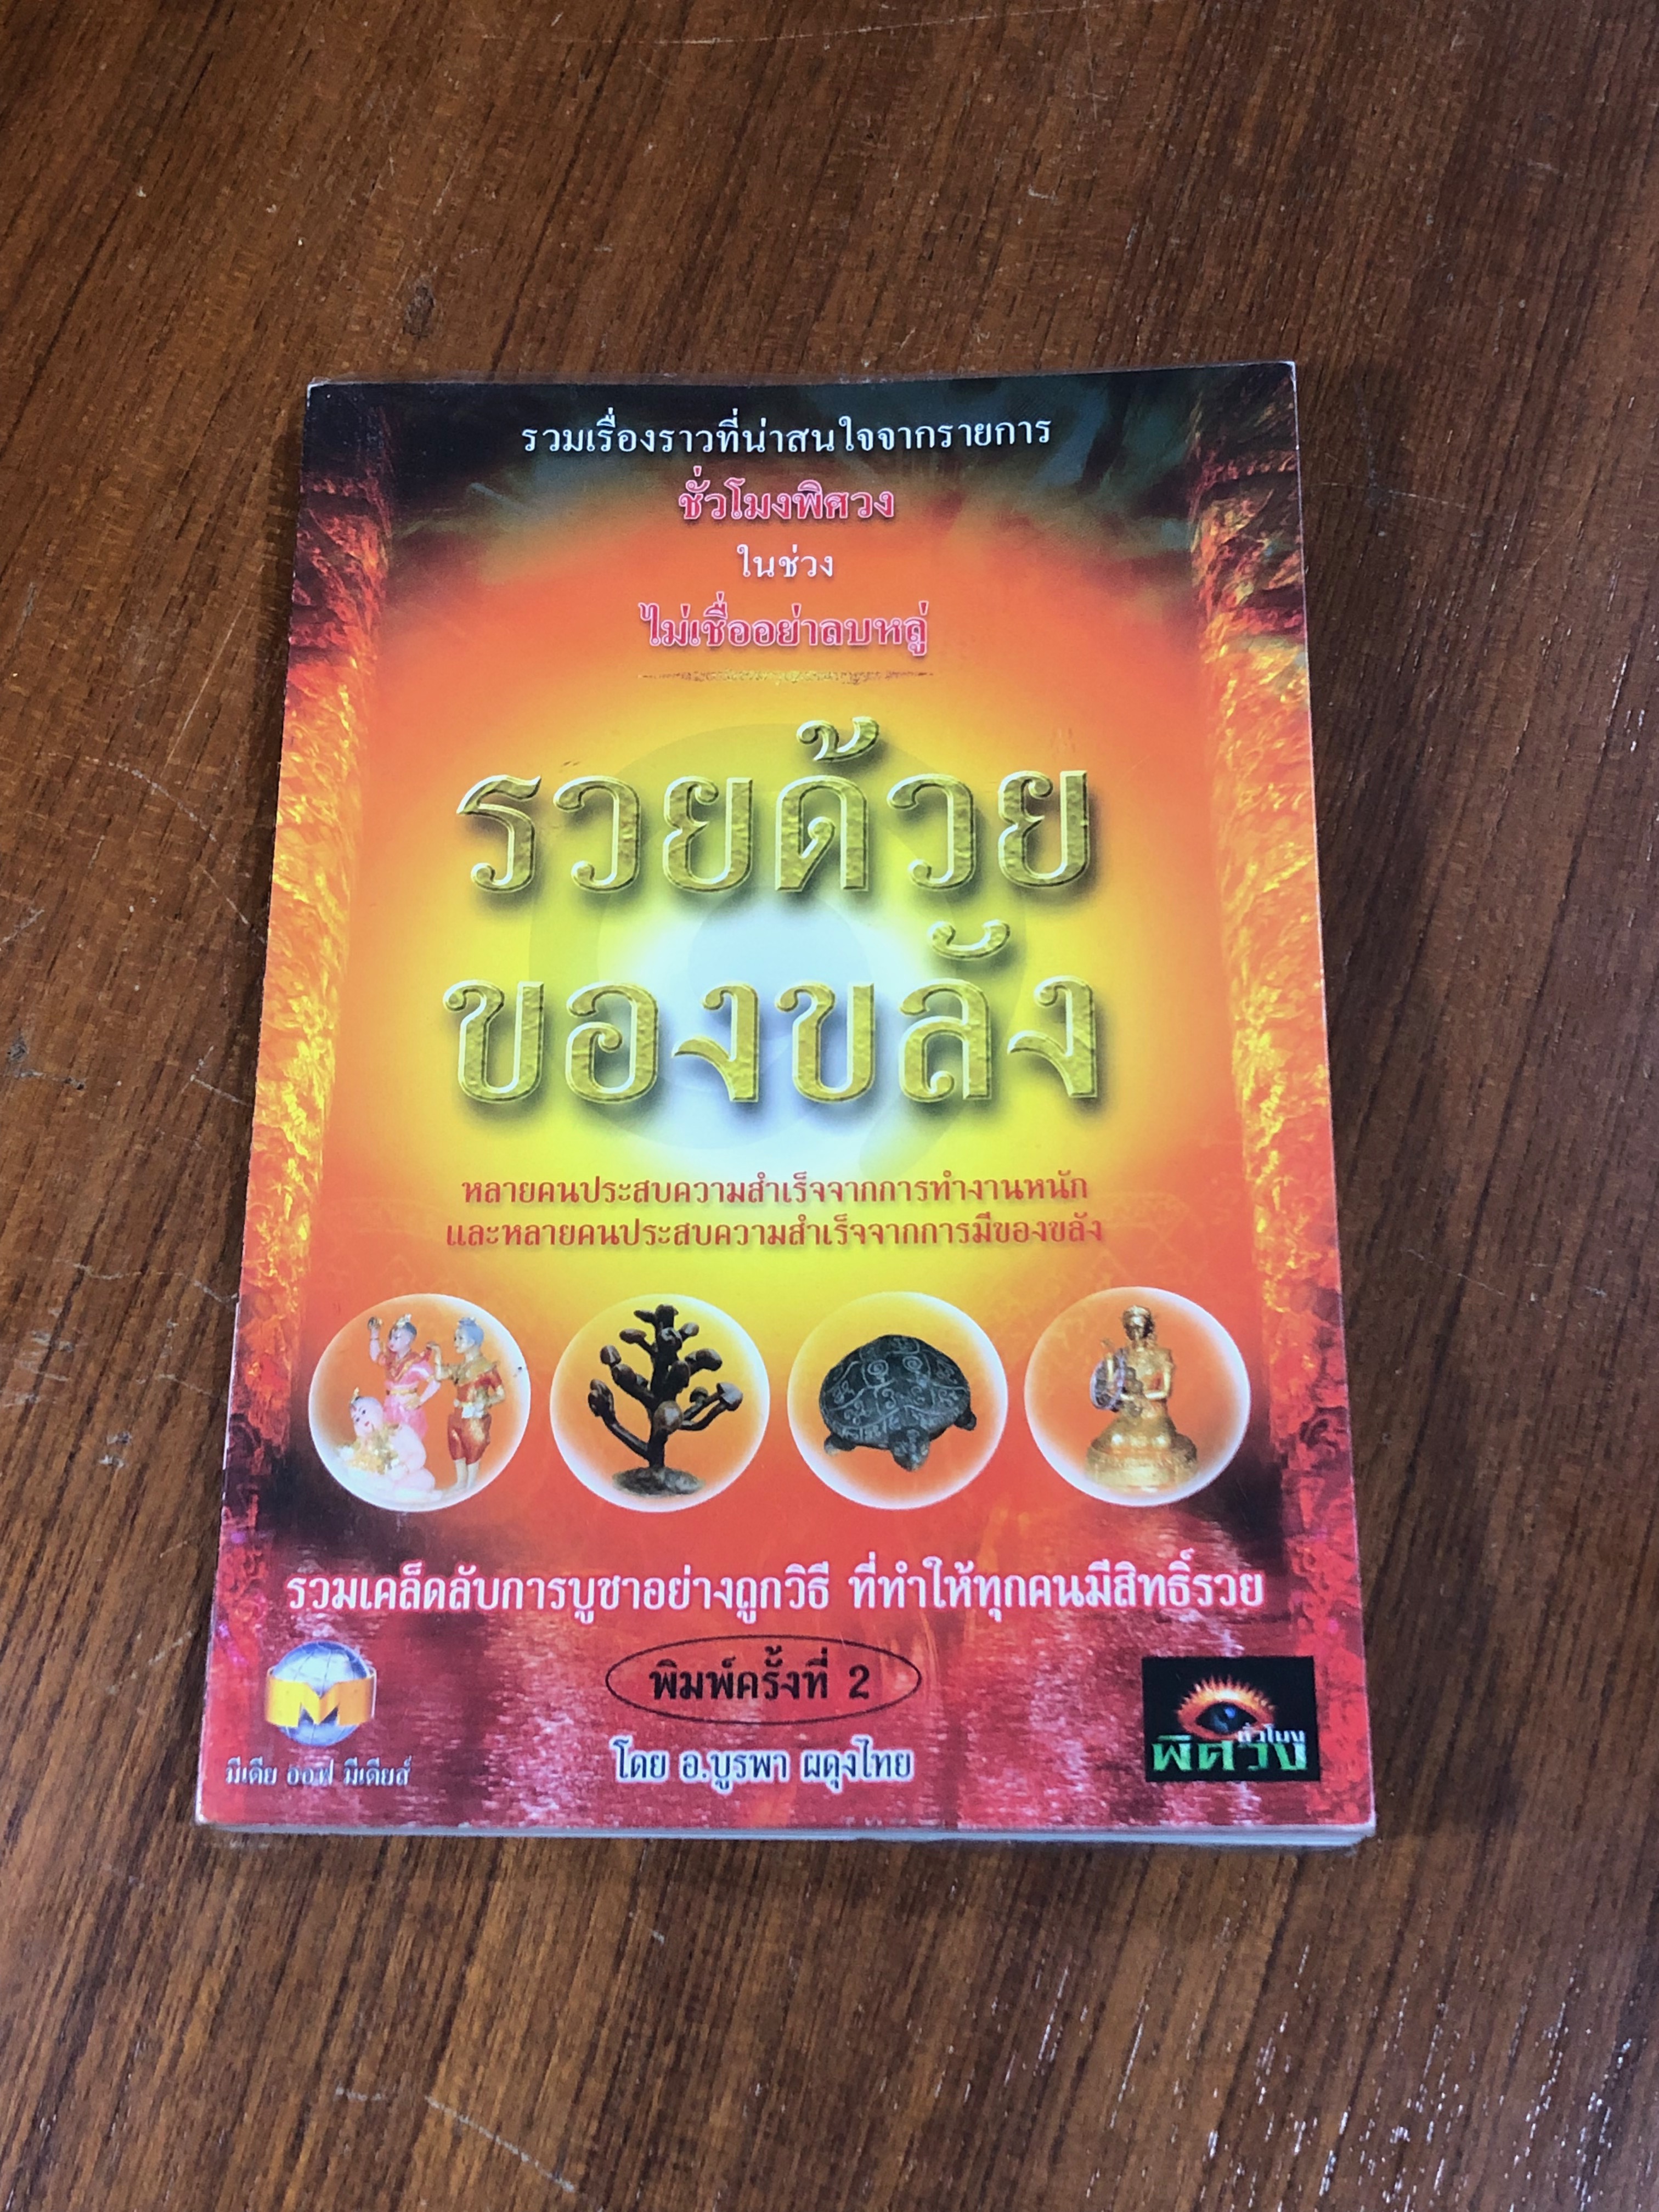 รวมเรื่องราวที่น่าสนใจจากรายการ
ชั่วโมงพิศวง
ในช่วง
ไม่เชื่ออย่าลบหลู่
รวยด้วย
ของขลัง
หลายคนประสบความสำเร็จจากการทำงานหนัก
และหลายคนประสบความสำเร็จจากการมีของขลัง
รวมเคล็ดลับการบูชาอย่างถูกวิธี ที่ทำให้ทุกคนมีสิทธิ์รวย
พิมพ์ครั้งที่ 2
โดย อ.บูรพา ผดุงไทย
M
มีเดีย ออฟ มีเดียส์
ชั่วโมง
พิศวง